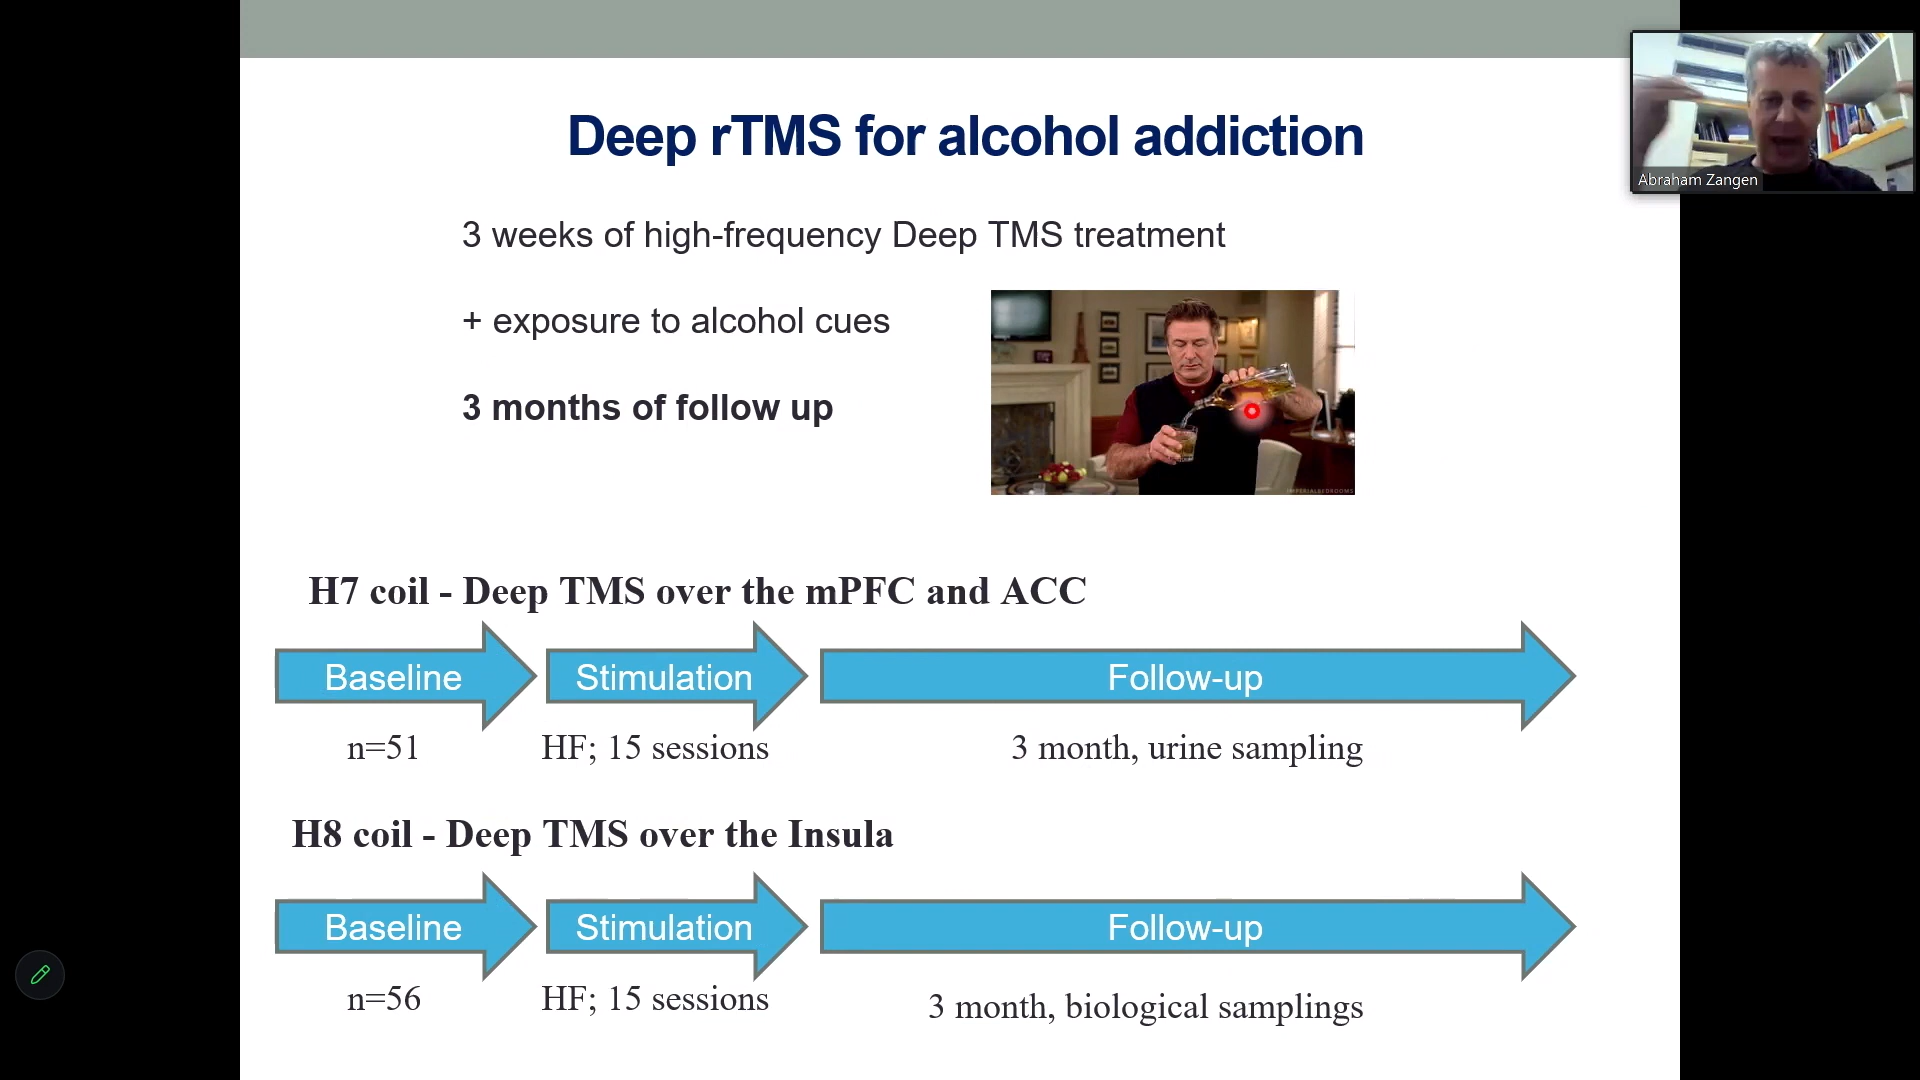 Deep rTMS for alcohol addiction
Abraham Zangen
3 weeks of high-frequency Deep TMS treatment
+ exposure to alcohol cues
3 months of follow up
IMPERIALBEDROOMS
H7 coil - Deep TMS over the mPFC and ACC
Baseline
Stimulation
Follow-up
n=51
HF; 15 sessions
3 month, urine sampling
H8 coil - Deep TMS over the Insula
Baseline
Stimulation
Follow-up
n=56
HF; 15 sessions
3 month, biological samplings